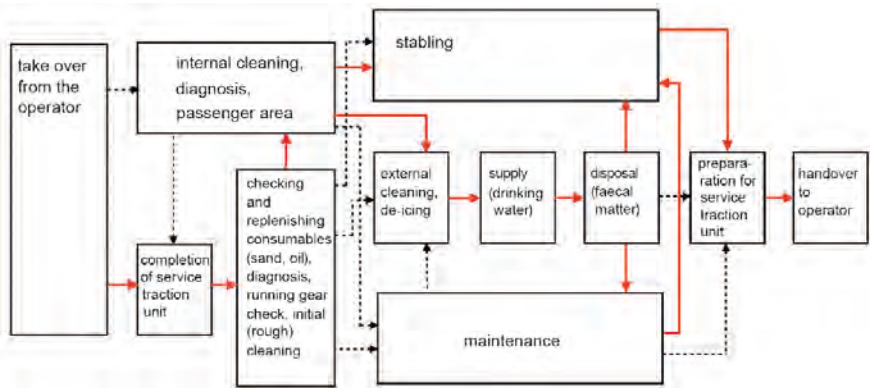 take over
from the
operator
internal cleaning,
diagnosis,
passenger area
stabling
completion
of service
traction
unit
checking
and
replenishing
consumables
(sand, oil),
diagnosis,
running gear
check, initial
(rough)
cleaning
external
cleaning,
de-icing
supply
(drinking
water)
disposal
(faecal
matter)
prepara-
ration for
service
traction
unit
handover
to
operator
maintenance